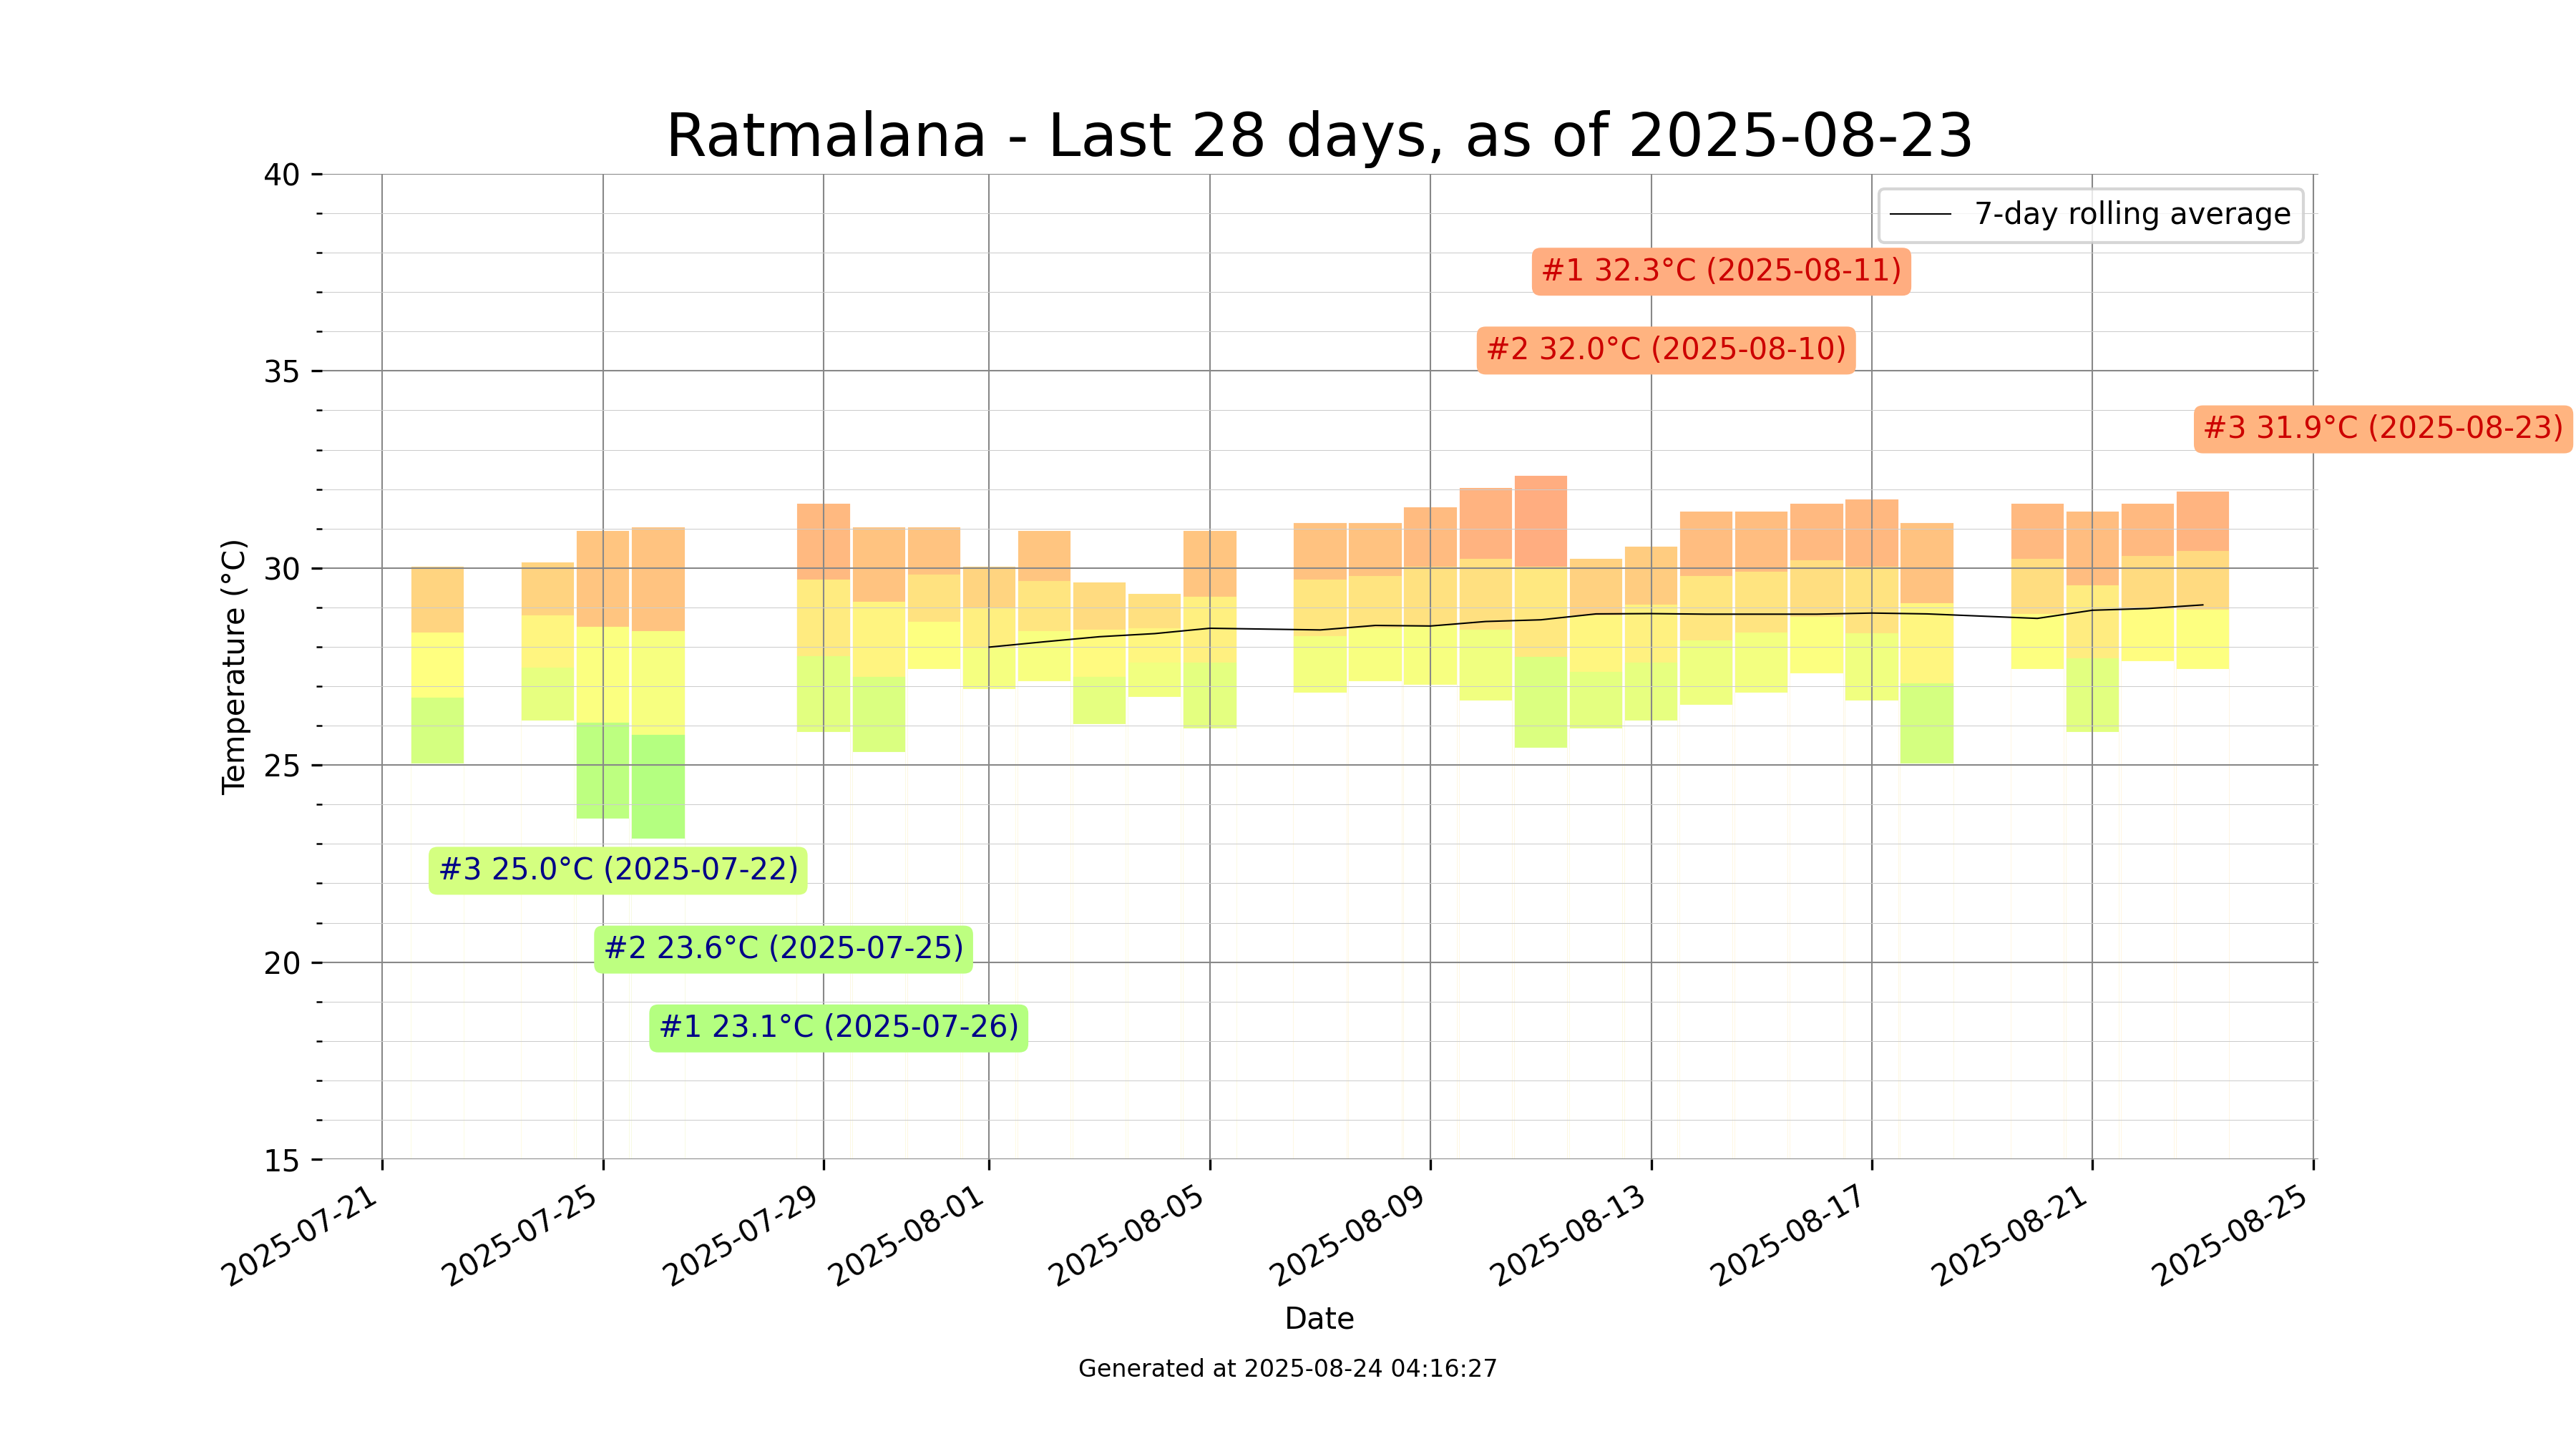 Ratmalana - Last 28 days, as of 2025-08-23
40
35
30
25
20
15
Temperature (°C)
7-day rolling average
#1 32.3°C (2025-08-11)
#2 32.0°C (2025-08-10)
#3 31.9°C (2025-08-23)
#3 25.0°C (2025-07-22)
#2 23.6°C (2025-07-25)
#1 23.1°C (2025-07-26)
2025-07-21
2025-07-25
2025-07-29
2025-08-01
2025-08-05
2025-08-09
2025-08-13
2025-08-17
2025-08-21
2025-08-25
Date
Generated at 2025-08-24 04:16:27